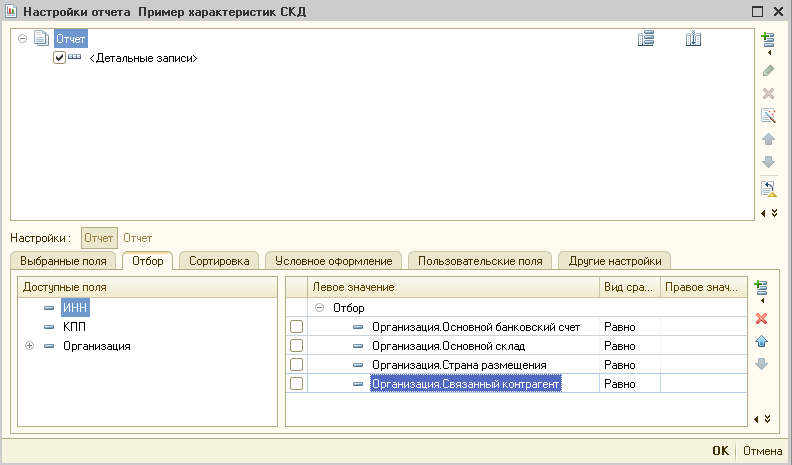 Настройки отчета  Пример характеристик СКД
Отчет
<Детальные записи>
Настройки : Отчет Отчет
Выбранные поля Отбор Сортировка Условное оформление Пользовательские поля Другие настройки
Доступные поля
ИНН
КПП
Организация
Левое значение Вид сра... Правое знач...
Отбор
Организация.Основной банковский счет Равно
Организация.Основной склад Равно
Организация.Страна размещения Равно
Организация.Связанный контрагент Равно
OK Отмена